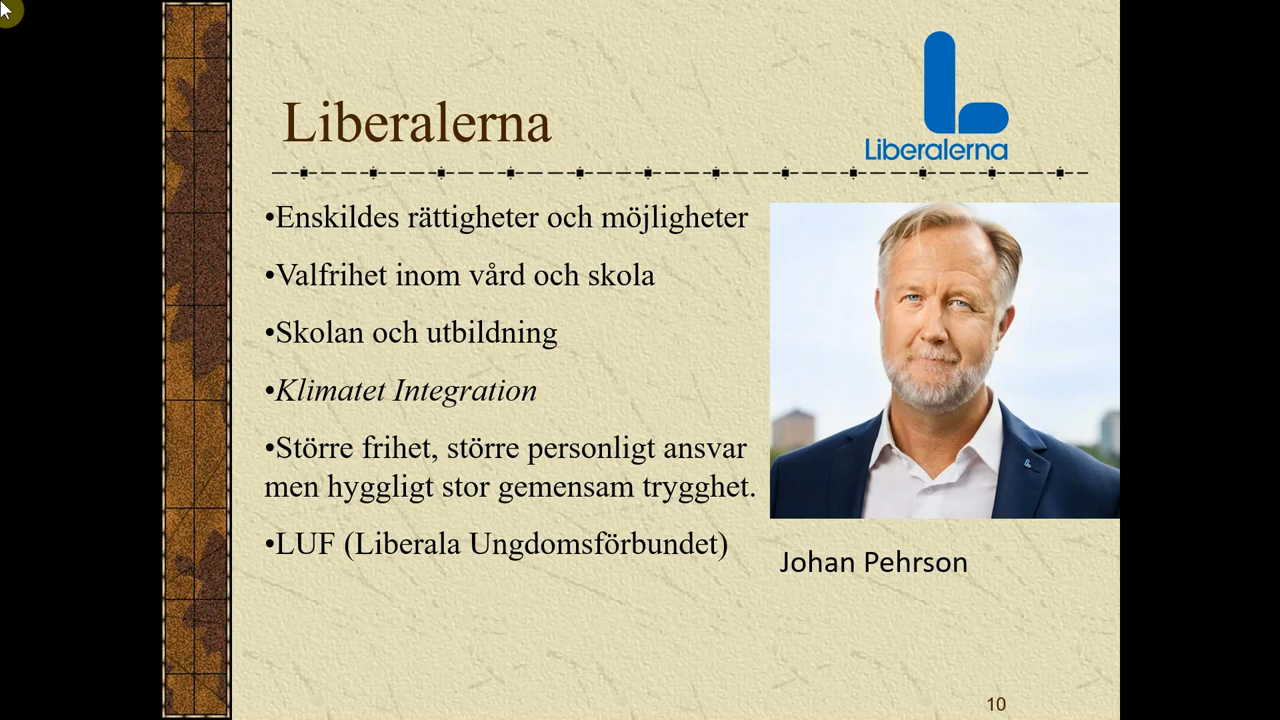 Liberalerna
Liberalerna
•Enskildes rättigheter och möjligheter
•Valfrihet inom vård och skola
•Skolan och utbildning
•Klimatet Integration
•Större frihet, större personligt ansvar
men hyggligt stor gemensam trygghet.
•LUF (Liberala Ungdomsförbundet)
Johan Pehrson
10